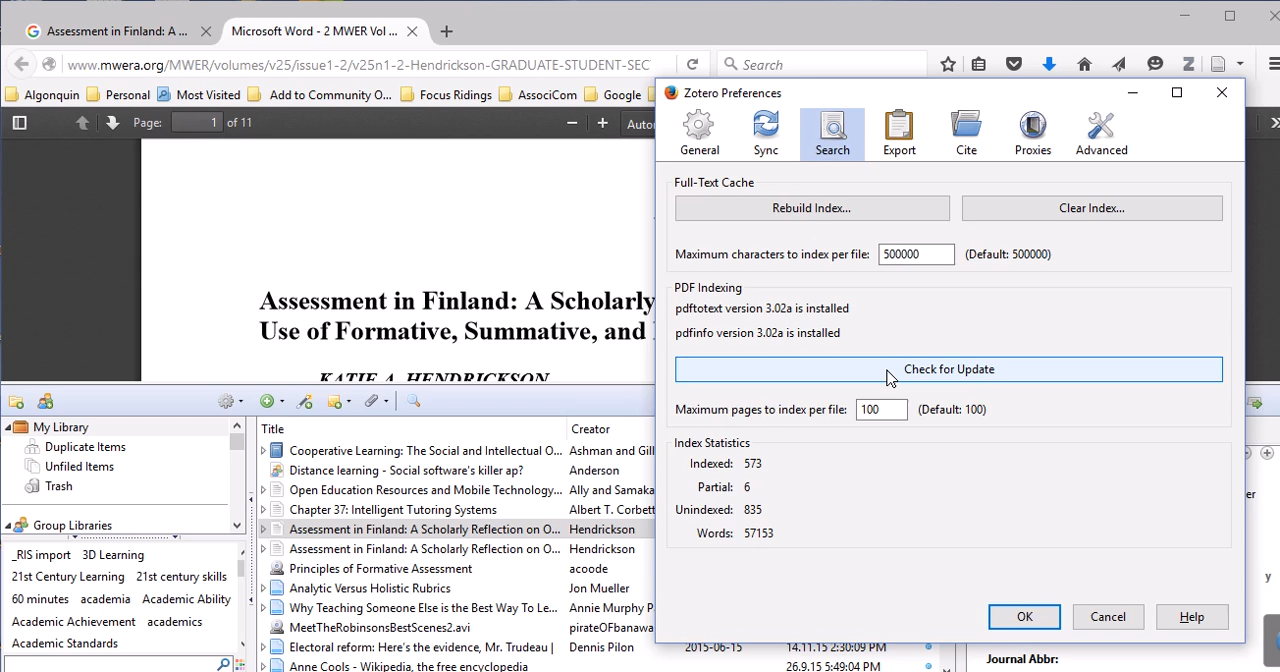 Assessment in Finland: A ...
Microsoft Word - 2 MWER Vol ...
www.mwera.org/MWER/volumes/v25/issue1-2/v25n1-2-Hendrickson-GRADUATE-STUDENT-SEC
Search
Algonquin
Personal
Most Visited
Add to Community O...
Focus Ridings
AssociCom
Google
Page: 1 of 11
Assessment in Finland: A Scholarly
Use of Formative, Summative, and
KATIE A. HENDRICKSON
Zotero Preferences
General
Sync
Search
Export
Cite
Proxies
Advanced
Full-Text Cache
Rebuild Index...
Clear Index...
Maximum characters to index per file: 500000 (Default: 500000)
PDF Indexing
pdftotext version 3.02a is installed
pdfinfo version 3.02a is installed
Check for Update
Maximum pages to index per file: 100 (Default: 100)
Index Statistics
Indexed: 573
Partial: 6
Unindexed: 835
Words: 57153
OK
Cancel
Help
My Library
Duplicate Items
Unfiled Items
Trash
Group Libraries
_RIS import 3D Learning
21st Century Learning 21st century skills
60 minutes academia Academic Ability
Academic Achievement academics
Academic Standards
Title Creator
Cooperative Learning: The Social and Intellectual O... Ashman and Gill
Distance learning - Social software's killer ap? Anderson
Open Education Resources and Mobile Technology... Ally and Samaka
Chapter 37: Intelligent Tutoring Systems Albert T. Corbett
Assessment in Finland: A Scholarly Reflection on O... Hendrickson
Assessment in Finland: A Scholarly Reflection on O... Hendrickson
Principles of Formative Assessment acoode
Analytic Versus Holistic Rubrics Jon Mueller
Why Teaching Someone Else is the Best Way To Le... Annie Murphy P
MeetTheRobinsonsBestScenes2.avi pirateOFbanawa
Electoral reform: Here's the evidence, Mr. Trudeau | Dennis Pilon 2015-06-15 14.11.15 2:30:09 PM
Anne Cools - Wikipedia, the free encyclopedia 26.9.15 5:49:04 PM
er
y
Journal Abbr: